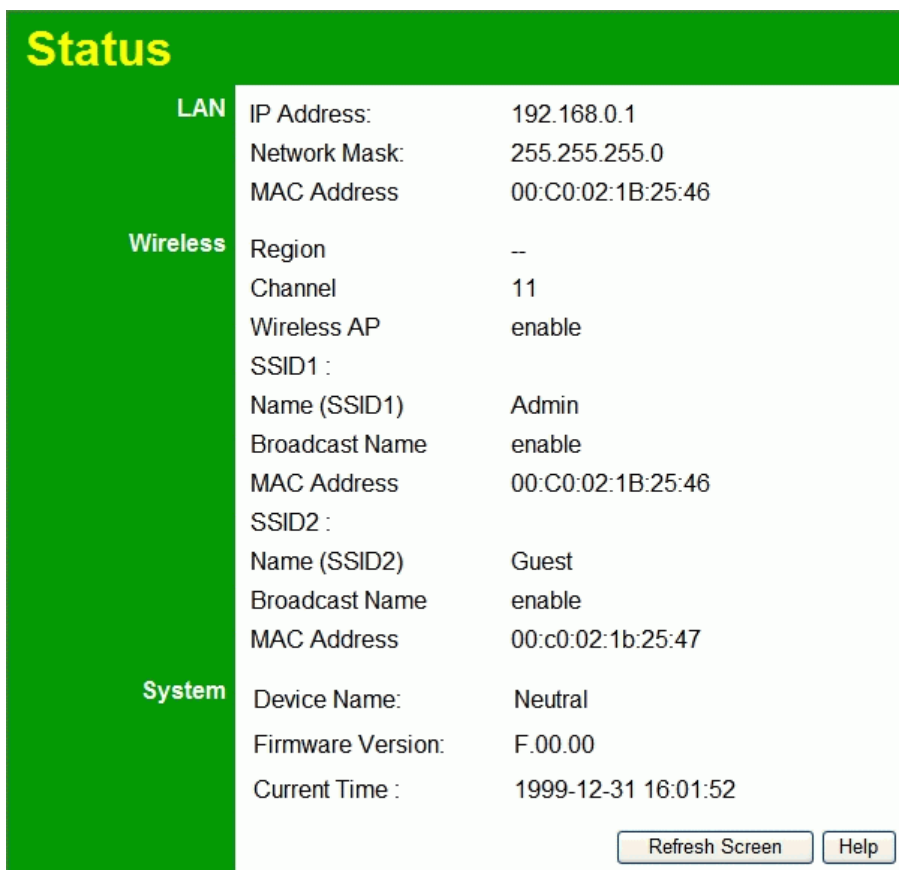 Status
LAN
IP Address: 192.168.0.1
Network Mask: 255.255.255.0
MAC Address 00:C0:02:1B:25:46
Wireless
Region --
Channel 11
Wireless AP enable
SSID1 :
Name (SSID1) Admin
Broadcast Name enable
MAC Address 00:C0:02:1B:25:46
SSID2 :
Name (SSID2) Guest
Broadcast Name enable
MAC Address 00:c0:02:1b:25:47
System
Device Name: Neutral
Firmware Version: F.00.00
Current Time : 1999-12-31 16:01:52
Refresh Screen Help